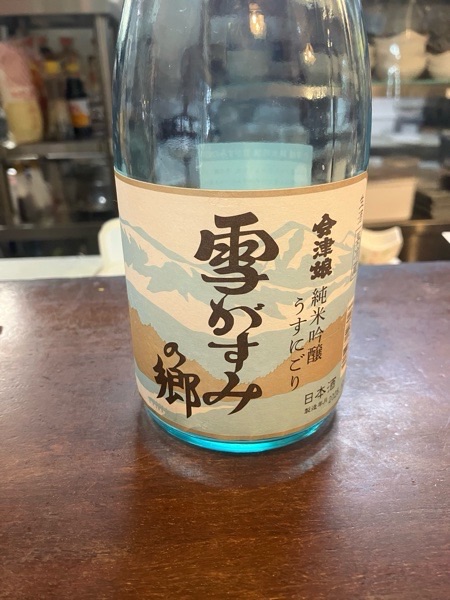 会津娘
純米吟醸
うすにごり
雪がすみ
の郷
日本酒